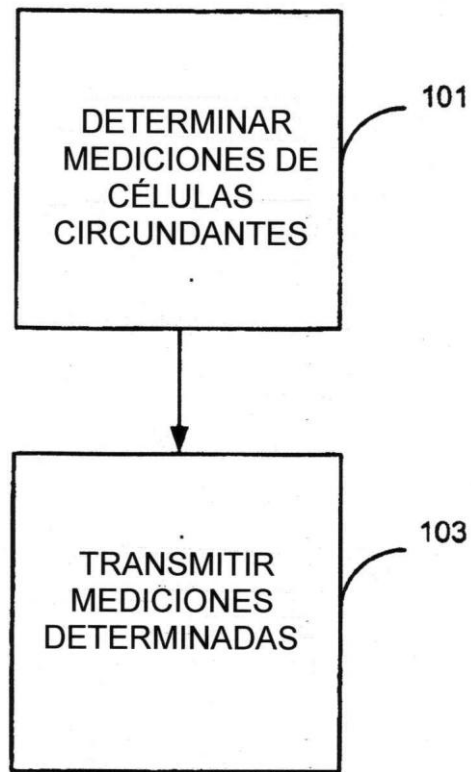 DETERMINAR
MEDICIONES DE
CÉLULAS
CIRCUNDANTES
101
TRANSMITIR
MEDICIONES
DETERMINADAS
103